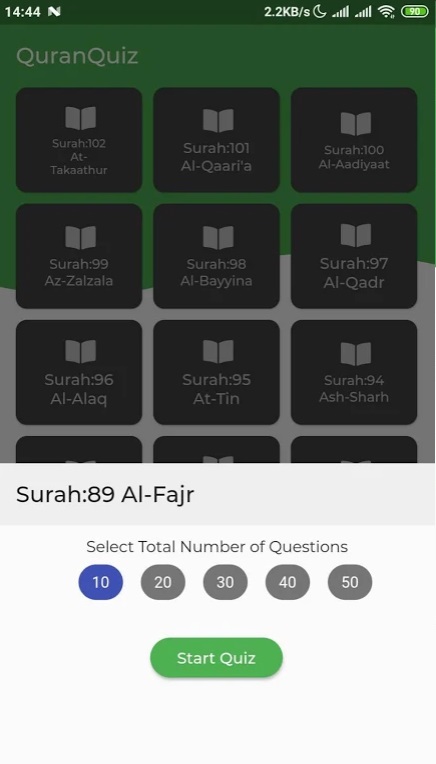 14:44
2.2KB/s
90
QuranQuiz
Surah:102
At-
Takaathur
Surah:101
Al-Qaari'a
Surah:100
Al-Aadiyaat
Surah:99
Az-Zalzala
Surah:98
Al-Bayyina
Surah:97
Al-Qadr
Surah:96
Al-Alaq
Surah:95
At-Tin
Surah:94
Ash-Sharh
Surah:89 Al-Fajr
Select Total Number of Questions
10 20 30 40 50
Start Quiz